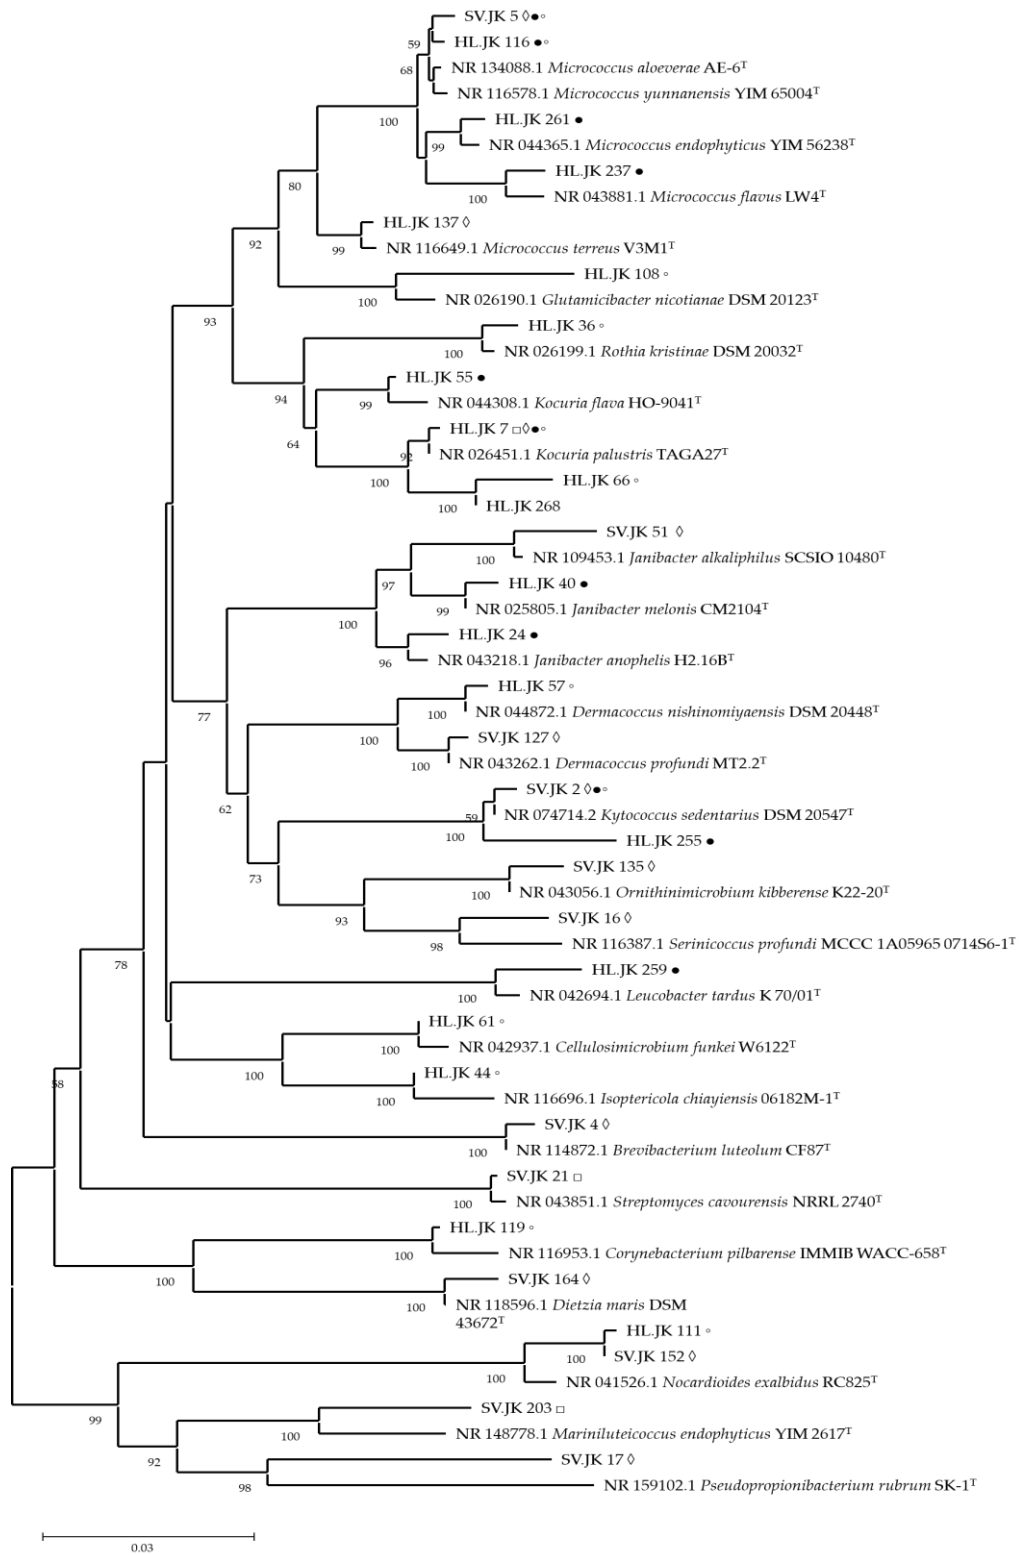 SV.JK 5 ◊●◦
59
HL.JK 116 ●◦
68
NR 134088.1 Micrococcus aloeverae AE-6ᵀ
NR 116578.1 Micrococcus yunnanensis YIM 65004ᵀ
100
HL.JK 261 ●
99
NR 044365.1 Micrococcus endophyticus YIM 56238ᵀ
HL.JK 237 ●
80
100
NR 043881.1 Micrococcus flavus LW4ᵀ
HL.JK 137 ◊
92
99
NR 116649.1 Micrococcus terreus V3M1ᵀ
HL.JK 108 ◦
100
NR 026190.1 Glutamicibacter nicotianae DSM 20123ᵀ
93
HL.JK 36 ◦
100
NR 026199.1 Rothia kristinae DSM 20032ᵀ
HL.JK 55 ●
94
99
NR 044308.1 Kocuria flava HO-9041ᵀ
HL.JK 7 □◊●◦
64
92
NR 026451.1 Kocuria palustris TAGA27ᵀ
100
HL.JK 66 ◦
100
HL.JK 268
SV.JK 51 ◊
100
NR 109453.1 Janibacter alkaliphilus SCSIO 10480ᵀ
97
HL.JK 40 ●
99
NR 025805.1 Janibacter melonis CM2104ᵀ
100
HL.JK 24 ●
96
NR 043218.1 Janibacter anophelis H2.16Bᵀ
HL.JK 57 ◦
77
100
NR 044872.1 Dermacoccus nishinomiyaensis DSM 20448ᵀ
100
SV.JK 127 ◊
100
NR 043262.1 Dermacoccus profundi MT2.2ᵀ
SV.JK 2 ◊●◦
62
59
NR 074714.2 Kytococcus sedentarius DSM 20547ᵀ
100
HL.JK 255 ●
SV.JK 135 ◊
73
100
NR 043056.1 Ornithinimicrobium kibberense K22-20ᵀ
93
SV.JK 16 ◊
98
NR 116387.1 Serinicoccus profundi MCCC 1A05965 0714S6-1ᵀ
78
HL.JK 259 ●
100
NR 042694.1 Leucobacter tardus K 70/01ᵀ
HL.JK 61 ◦
100
NR 042937.1 Cellulosimicrobium funkei W6122ᵀ
100
HL.JK 44 ◦
58
100
NR 116696.1 Isoptericola chiayiensis 06182M-1ᵀ
SV.JK 4 ◊
100
NR 114872.1 Brevibacterium luteolum CF87ᵀ
SV.JK 21 □
100
NR 043851.1 Streptomyces cavourensis NRRL 2740ᵀ
HL.JK 119 ◦
100
NR 116953.1 Corynebacterium pilbarense IMMIB WACC-658ᵀ
100
SV.JK 164 ◊
100
NR 118596.1 Dietzia maris DSM
43672ᵀ
HL.JK 111 ◦
100
SV.JK 152 ◊
100
NR 041526.1 Nocardioides exalbidus RC825ᵀ
99
SV.JK 203 □
100
NR 148778.1 Mariniluteicoccus endophyticus YIM 2617ᵀ
92
SV.JK 17 ◊
98
NR 159102.1 Pseudopropionibacterium rubrum SK-1ᵀ
0.03